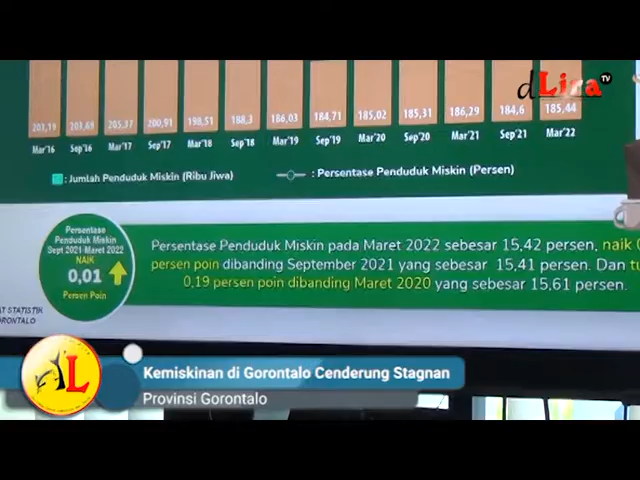 dLira TV
203,19 203,69 205,37 200,91 198,51 188,3 186,03 184,71 185,02 185,31 186,29 184,6 185,44
Mar'16 Sep'16 Mar'17 Sep'17 Mar'18 Sep'18 Mar'19 Sep'19 Mar'20 Sep'20 Mar'21 Sep'21 Mar'22
: Jumlah Penduduk Miskin (Ribu Jiwa) : Persentase Penduduk Miskin (Persen)
Persentase
Penduduk Miskin
Sept 2021-Maret 2022
NAIK
0,01
Persen Poin
Persentase Penduduk Miskin pada Maret 2022 sebesar 15,42 persen, naik
persen poin dibanding September 2021 yang sebesar 15,41 persen. Dan
0,19 persen poin dibanding Maret 2020 yang sebesar 15,61 persen.
STATISTIK
L
Kemiskinan di Gorontalo Cenderung Stagnan
Provinsi Gorontalo